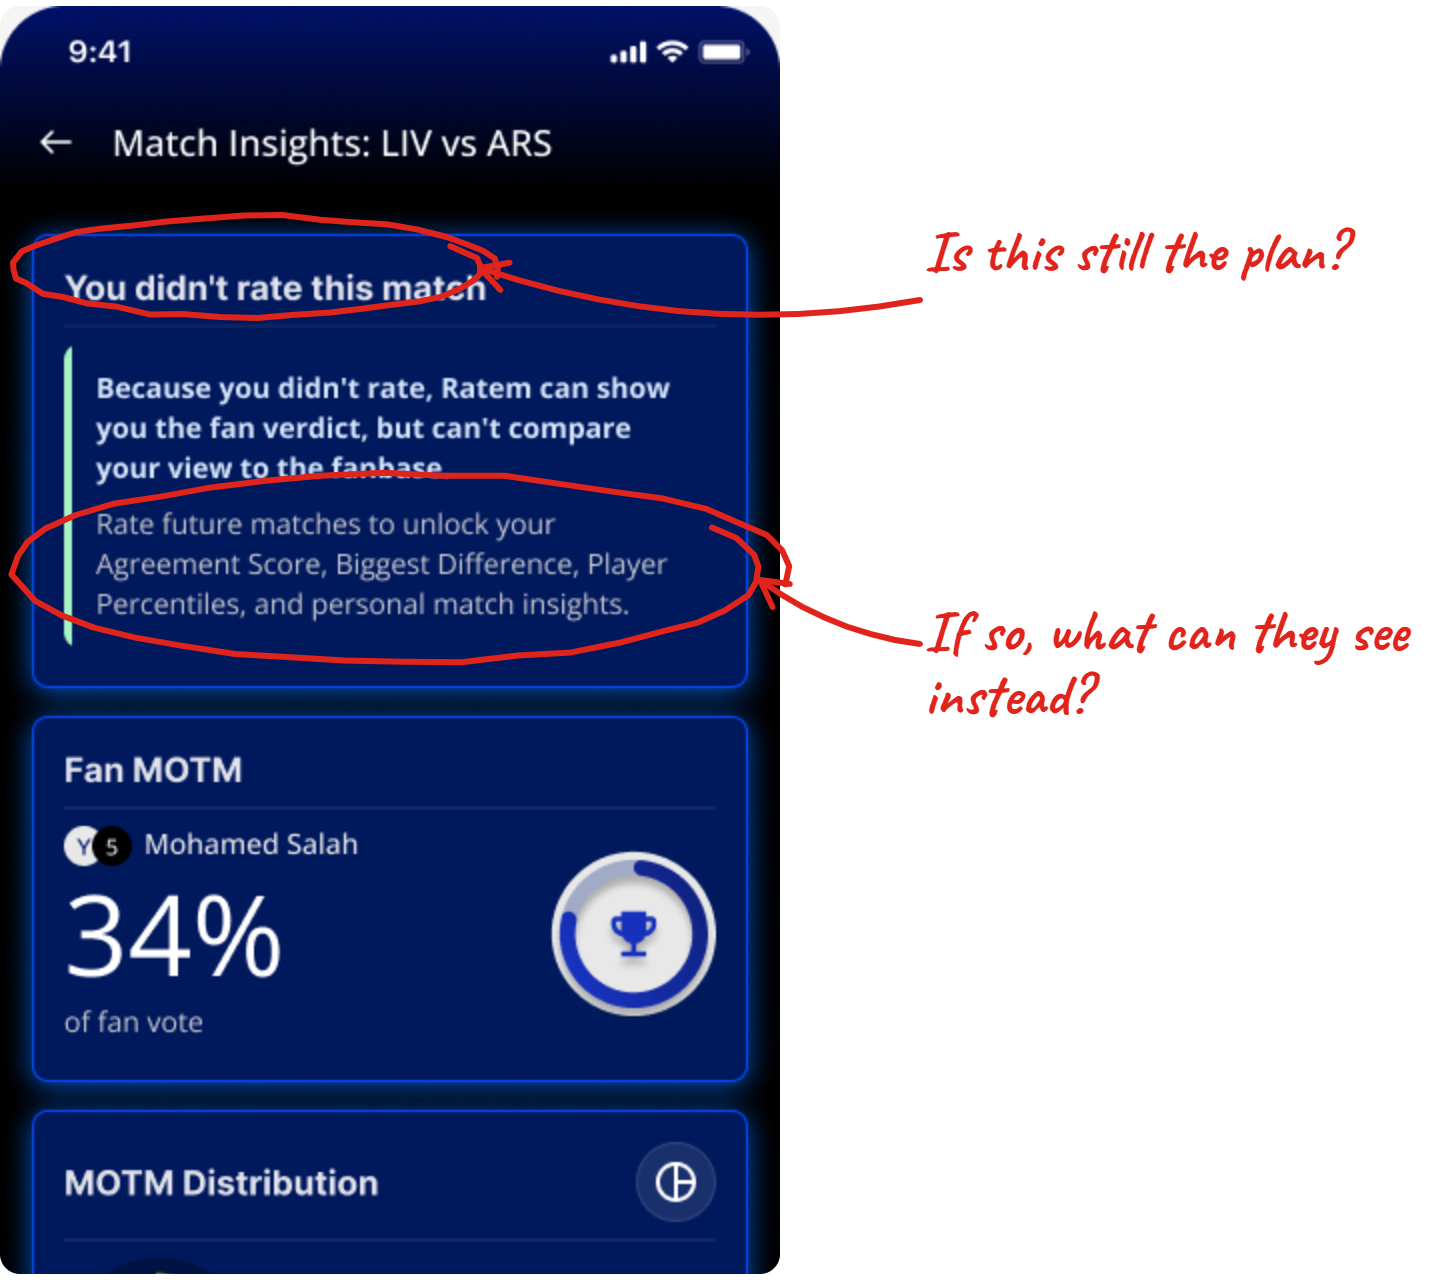 9:41
Match Insights: LIV vs ARS
You didn't rate this match
Is this still the plan?
Because you didn't rate, Ratem can show
you the fan verdict, but can't compare
your view to the fanbase.
Rate future matches to unlock your
Agreement Score, Biggest Difference, Player
Percentiles, and personal match insights.
If so, what can they see
instead?
Fan MOTM
Y 5 Mohamed Salah
34%
of fan vote
MOTM Distribution